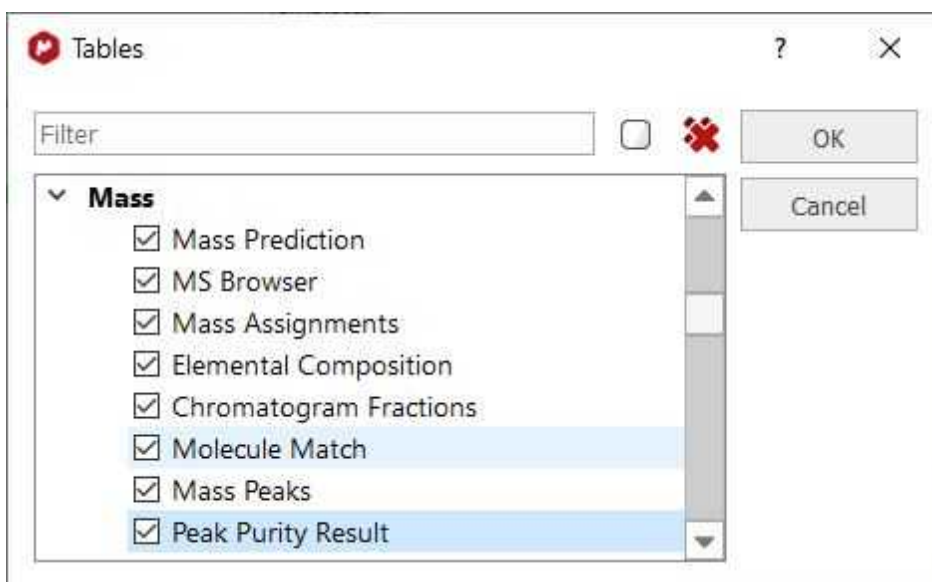 Tables
?
Filter
OK
Cancel
Mass
Mass Prediction
MS Browser
Mass Assignments
Elemental Composition
Chromatogram Fractions
Molecule Match
Mass Peaks
Peak Purity Result